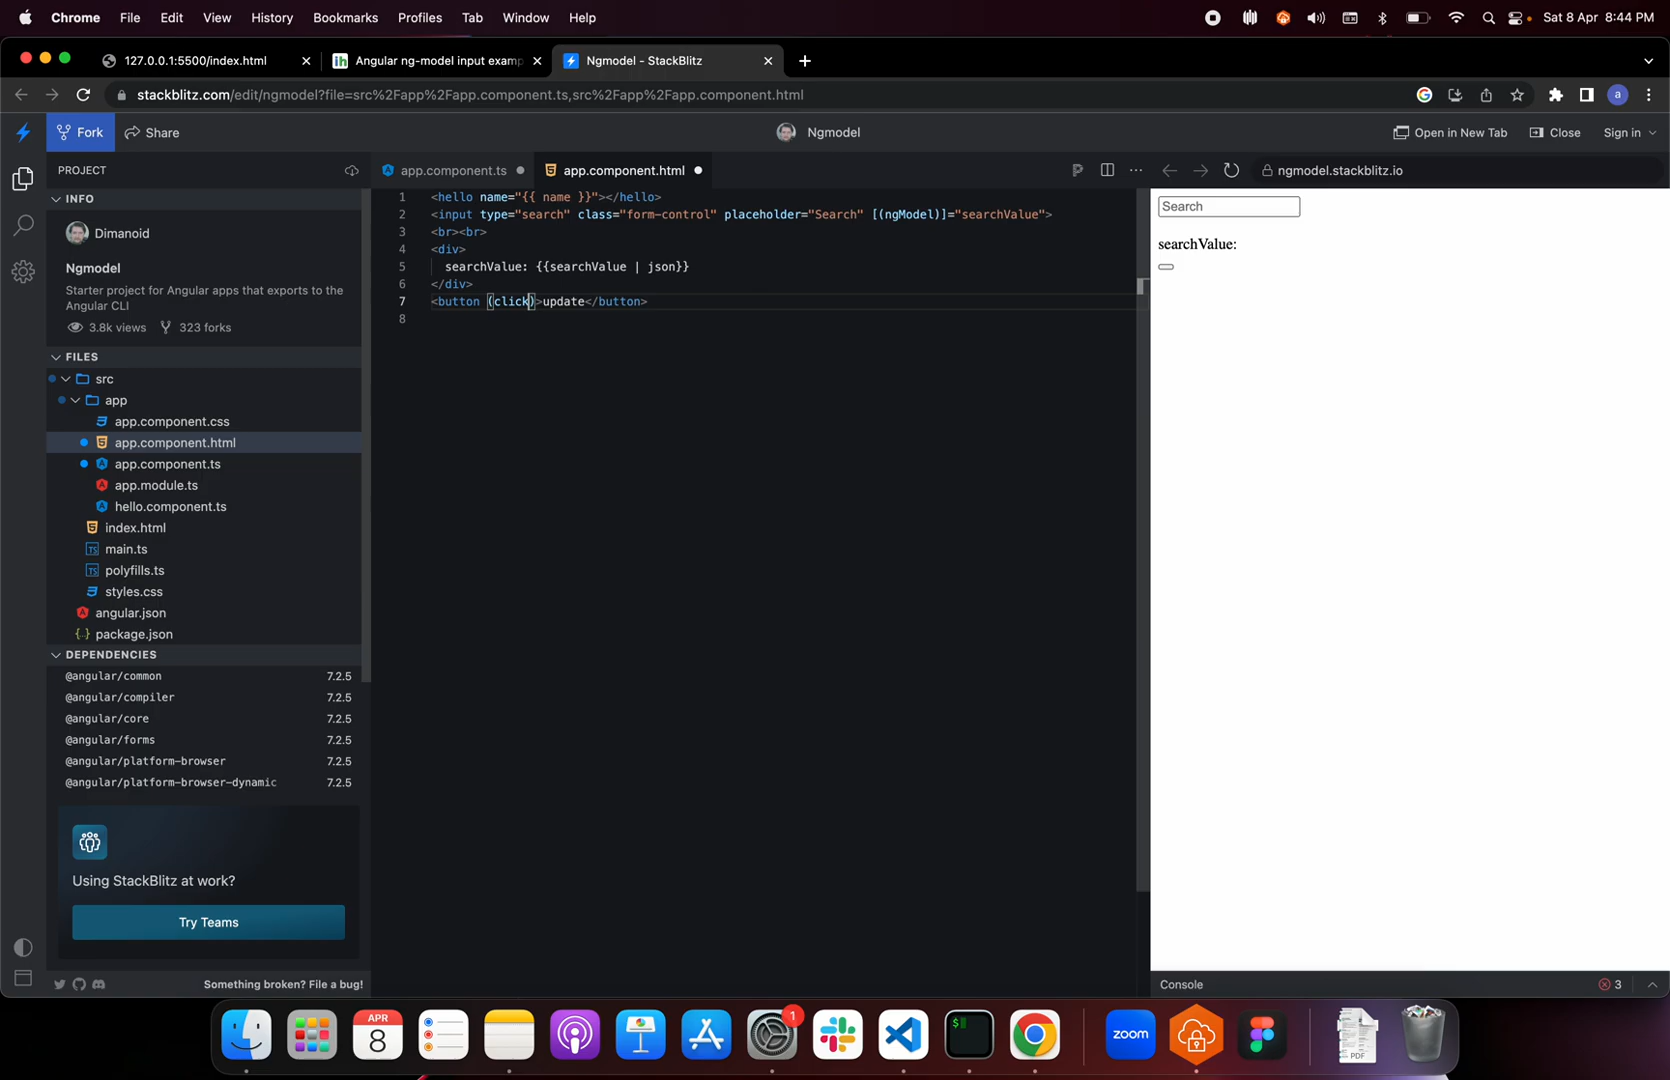 Chrome File Edit View History Bookmarks Profiles Tab Window Help Sat 8 Apr 8:44 PM
127.0.0.1:5500/index.html Angular ng-model input examp Ngmodel - StackBlitz
stackblitz.com/edit/ngmodel?file=src%2Fapp%2Fapp.component.ts,src%2Fapp%2Fapp.component.html G a
Fork Share Ngmodel Open in New Tab Close Sign in
PROJECT app.component.ts app.component.html ngmodel.stackblitz.io
INFO
Dimanoid
Ngmodel
Starter project for Angular apps that exports to the
Angular CLI
3.8k views 323 forks
FILES
src
app
app.component.css
app.component.html
app.component.ts
app.module.ts
hello.component.ts
index.html
main.ts
polyfills.ts
styles.css
angular.json
package.json
DEPENDENCIES
@angular/common 7.2.5
@angular/compiler 7.2.5
@angular/core 7.2.5
@angular/forms 7.2.5
@angular/platform-browser 7.2.5
@angular/platform-browser-dynamic 7.2.5
Using StackBlitz at work?
Try Teams
Something broken? File a bug!
1 <hello name="{{ name }}"></hello>
2 <input type="search" class="form-control" placeholder="Search" [(ngModel)]="searchValue">
3 <br><br>
4 <div>
5 searchValue: {{searchValue | json}}
6 </div>
7 <button (click)>update</button>
8
Search
searchValue:
Console 3
APR
8
1
$
zoom
PDF